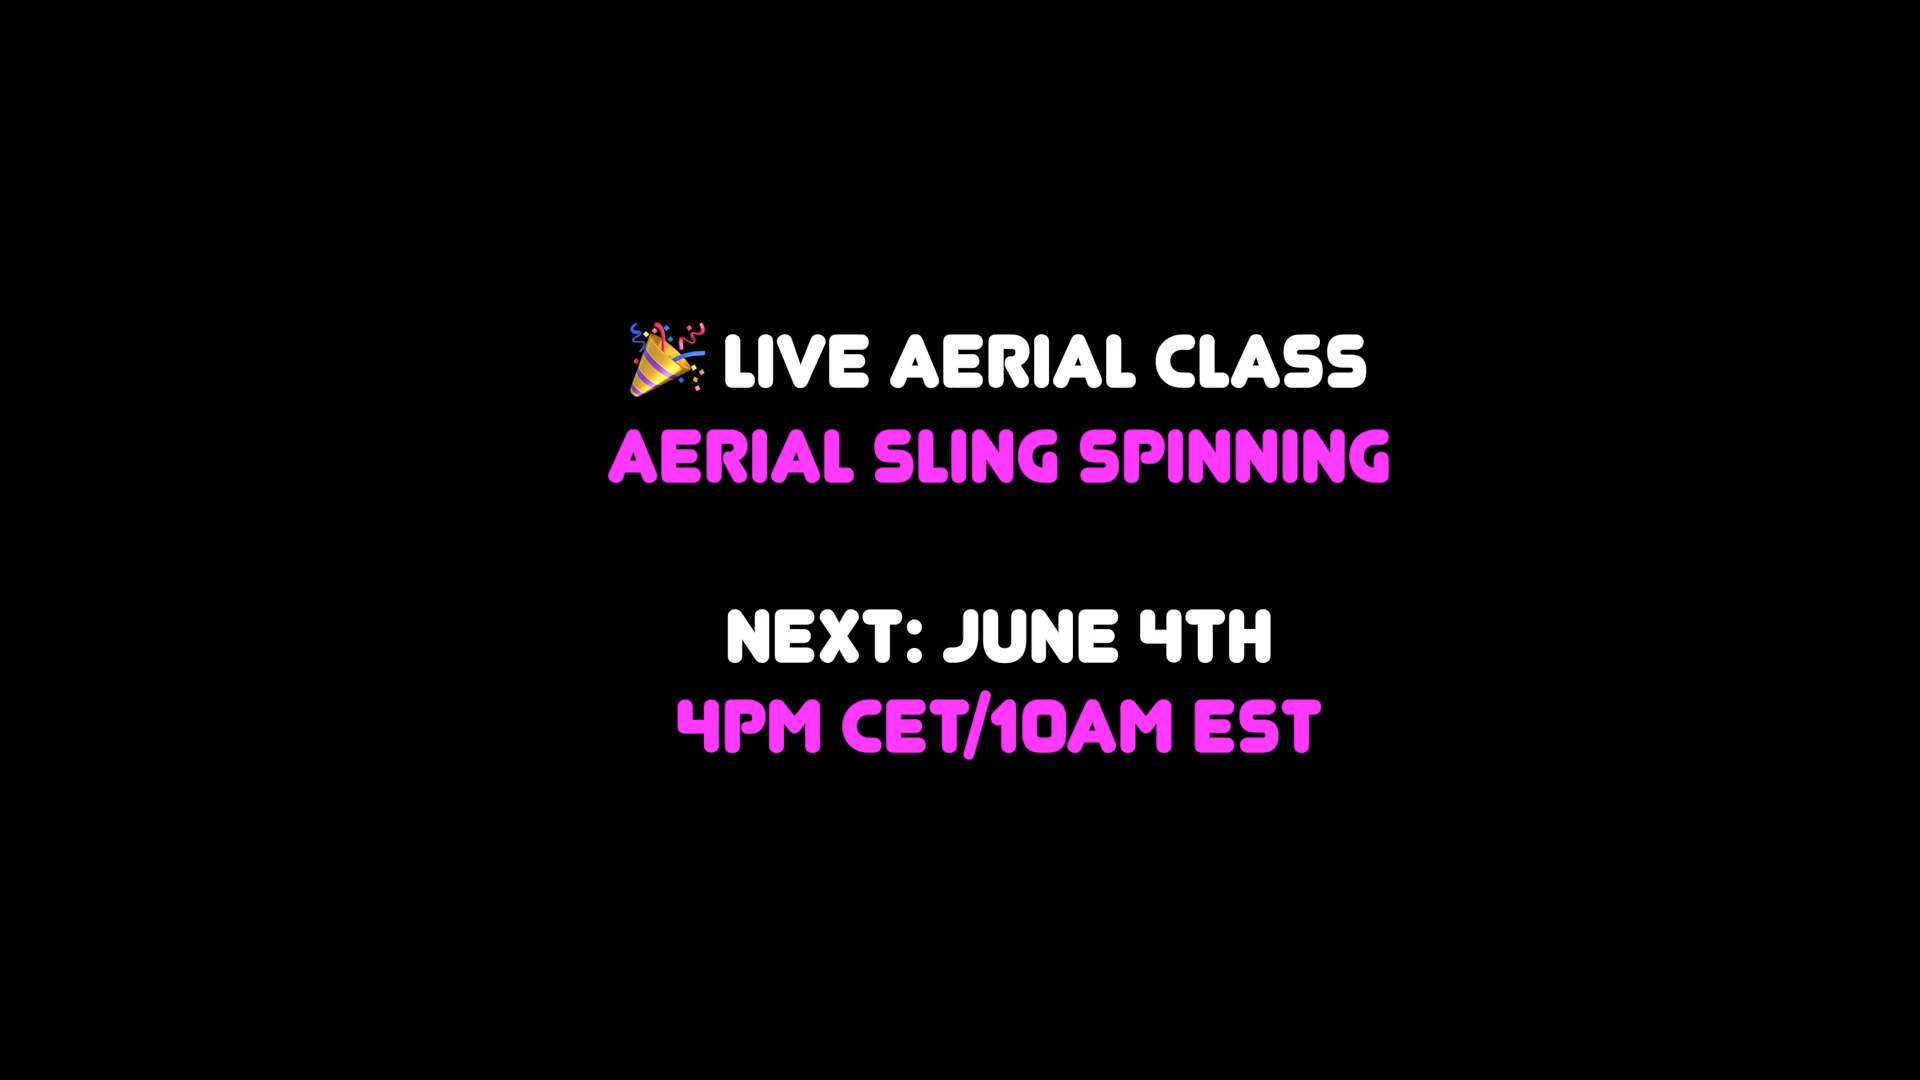 🎉 LIVE AERIAL CLASS
AERIAL SLING SPINNING
NEXT: JUNE 4TH
4PM CET/10AM EST